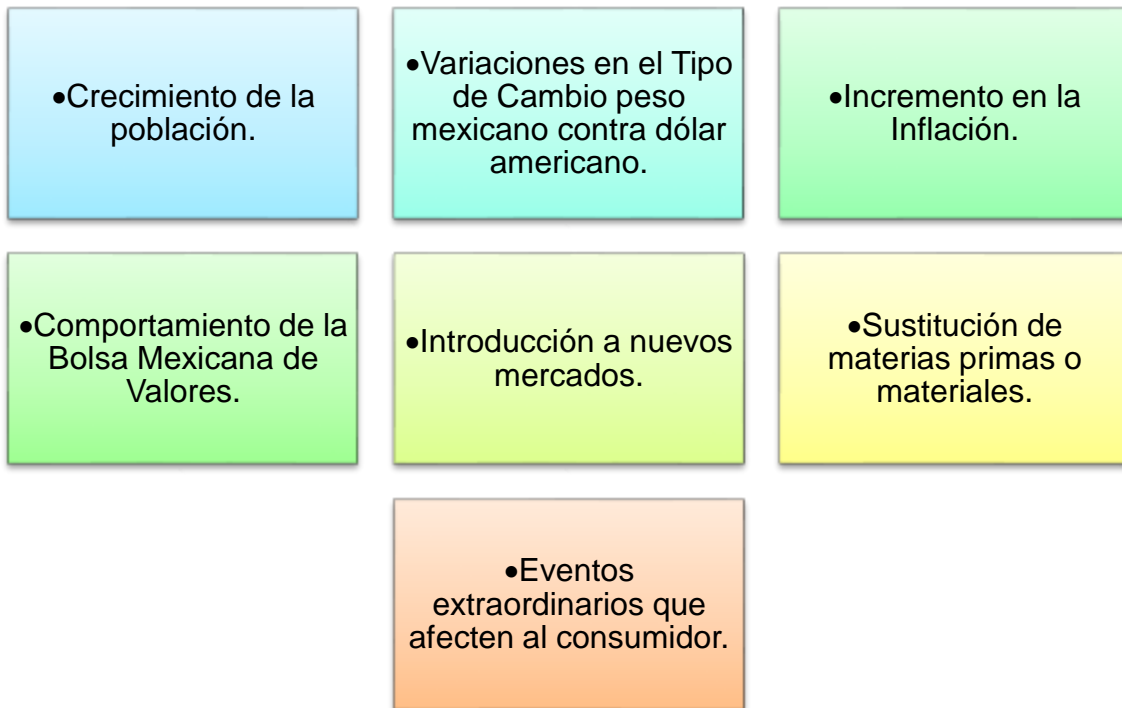 •Crecimiento de la
población.
•Variaciones en el Tipo
de Cambio peso
mexicano contra dólar
americano.
•Incremento en la
Inflación.
•Comportamiento de la
Bolsa Mexicana de
Valores.
•Introducción a nuevos
mercados.
•Sustitución de
materias primas o
materiales.
•Eventos
extraordinarios que
afecten al consumidor.